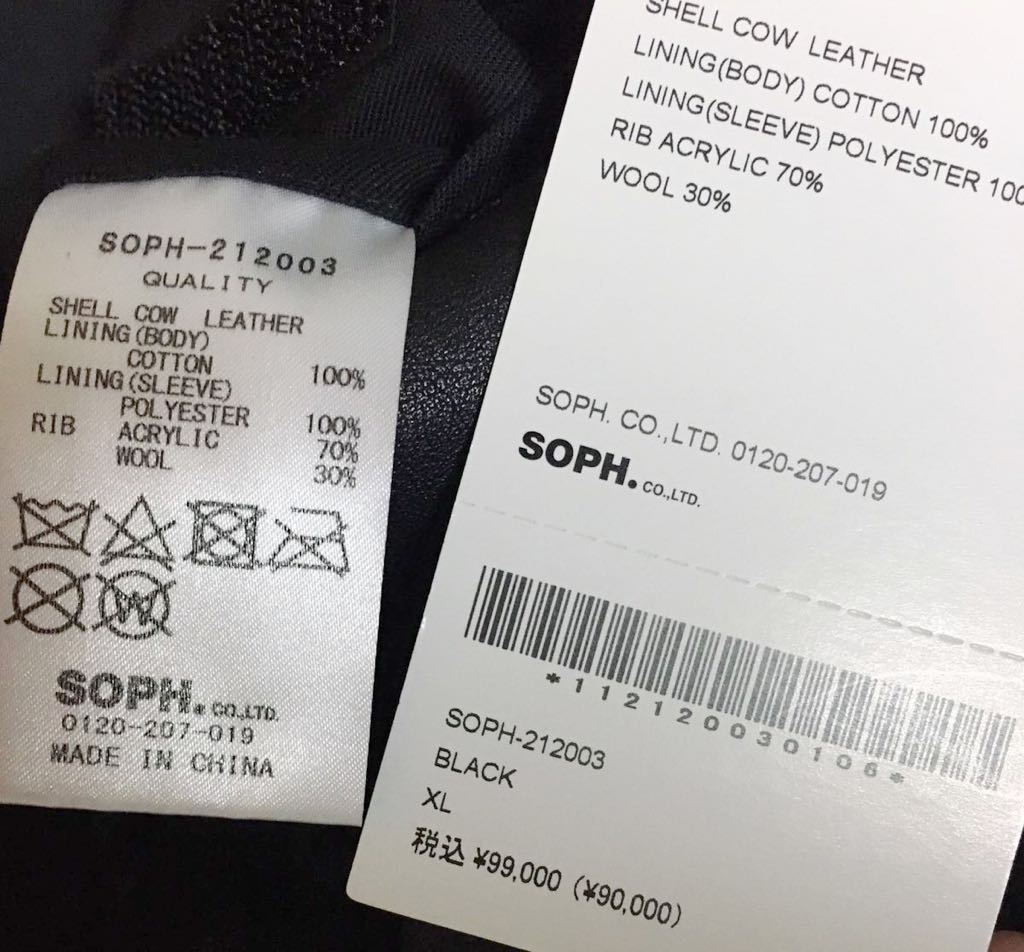 SOPH-212003
QUALITY
SHELL COW LEATHER
LINING(BODY)
COTTON 100%
LINING(SLEEVE)
POLYESTER 100%
RIB ACRYLIC 70%
WOOL 30%
W
SOPH. CO.,LTD.
0120-207-019
MADE IN CHINA
SHELL COW LEATHER
LINING(BODY) COTTON 100%
LINING(SLEEVE) POLYESTER 100
RIB ACRYLIC 70%
WOOL 30%
SOPH. CO.,LTD. 0120-207-019
SOPH. CO.,LTD.
*112120030106*
SOPH-212003
BLACK
XL
税込 ¥99,000 (¥90,000)